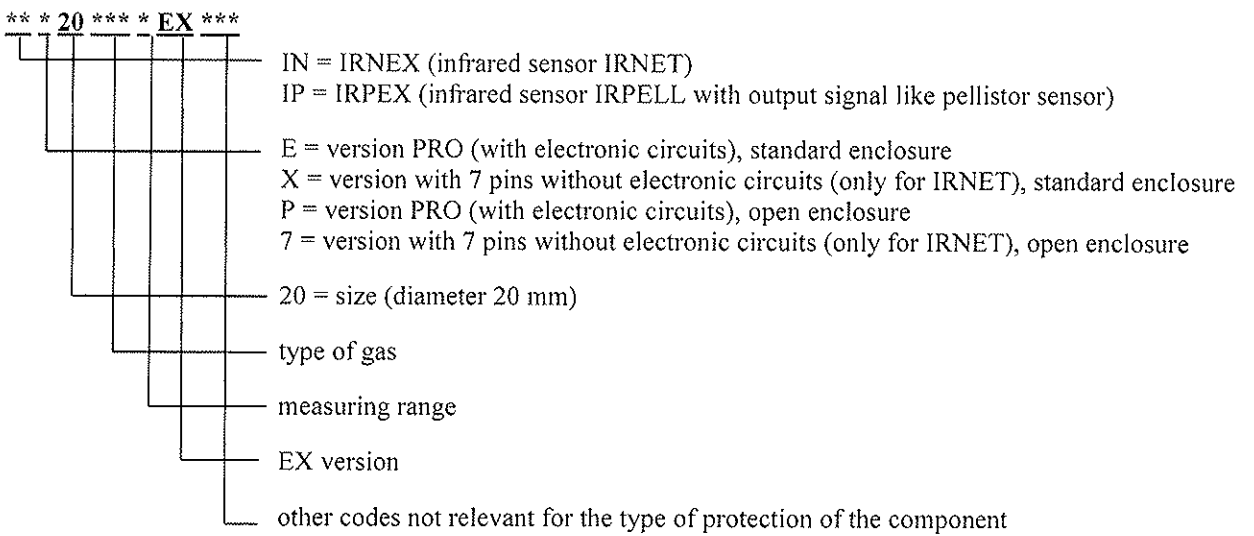 ** * 20 *** * EX ***
IN = IRNEX (infrared sensor IRNET)
IP = IRPEX (infrared sensor IRPELL with output signal like pellistor sensor)
E = version PRO (with electronic circuits), standard enclosure
X = version with 7 pins without electronic circuits (only for IRNET), standard enclosure
P = version PRO (with electronic circuits), open enclosure
7 = version with 7 pins without electronic circuits (only for IRNET), open enclosure
20 = size (diameter 20 mm)
type of gas
measuring range
EX version
other codes not relevant for the type of protection of the component